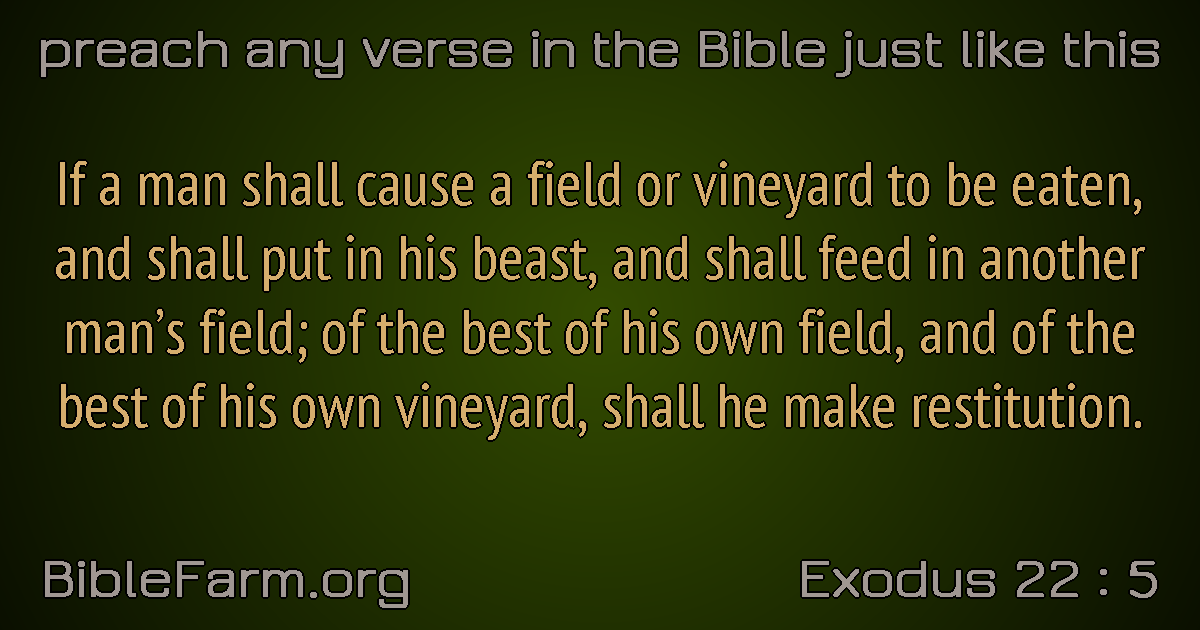 preach any verse in the Bible just like this
If a man shall cause a field or vineyard to be eaten,
and shall put in his beast, and shall feed in another
man’s field; of the best of his own field, and of the
best of his own vineyard, shall he make restitution.
BibleFarm.org
Exodus 22 : 5